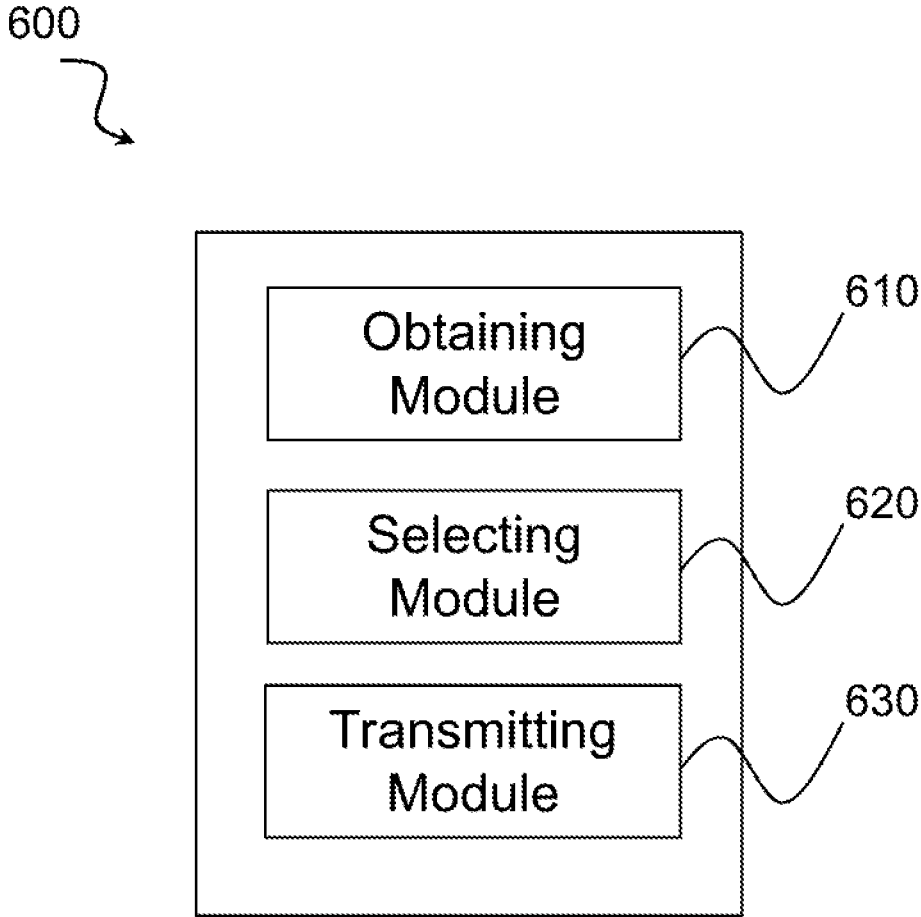 600
Obtaining
Module
610
Selecting
Module
620
Transmitting
Module
630